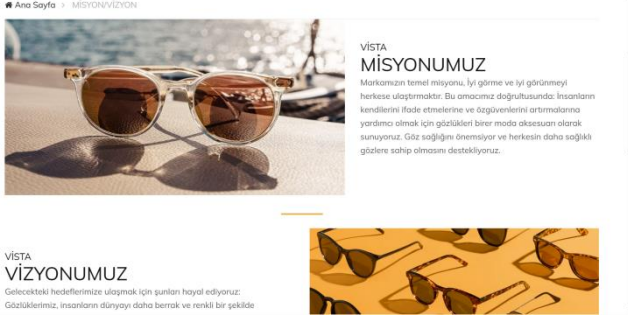 Ana Sayfa > MİSYON/VİZYON
VİSTA
MİSYONUMUZ
Markamızın temel misyonu, İyi görme ve iyi görünmeyi
herkese ulaştırmaktır. Bu amacımız doğrultusunda: İnsanların
kendilerini ifade etmelerine ve özgüvenlerini artırmalarına
yardımcı olmak için gözlükleri birer moda aksesuarı olarak
sunuyoruz. Göz sağlığını önemsiyor ve herkesin daha sağlıklı
gözlere sahip olmasını destekliyoruz.
VİSTA
VİZYONUMUZ
Gelecekteki hedeflerimize ulaşmak için şunları hayal ediyoruz:
Gözlüklerimiz, insanların dünyayı daha berrak ve renkli bir şekilde